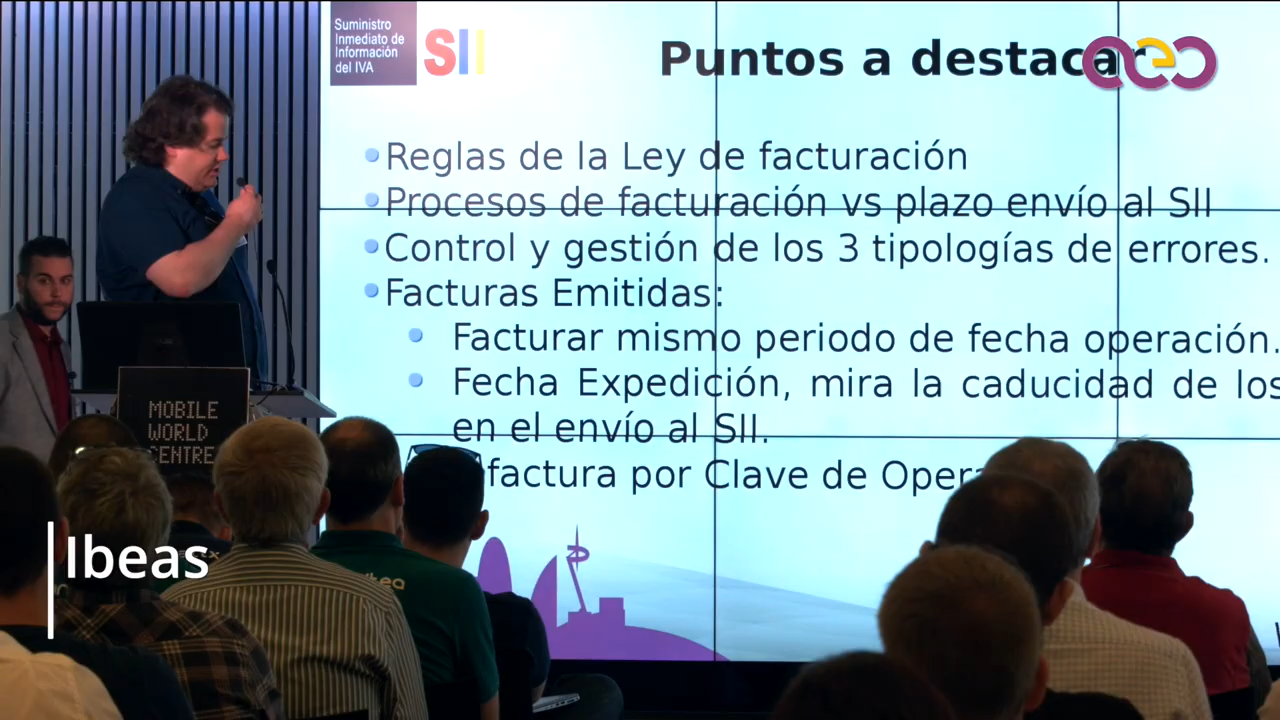 Suministro
Inmediato de
Información
del IVA
SII
Puntos a destacar
aeo
Reglas de la Ley de facturación
Procesos de facturación vs plazo envío al SII
Control y gestión de los 3 tipologías de errores.
Facturas Emitidas:
Facturar mismo periodo de fecha operación.
Fecha Expedición, mira la caducidad de los
en el envío al SII.
factura por Clave de Oper
MOBILE
WORLD
CENTRE
Ibeas